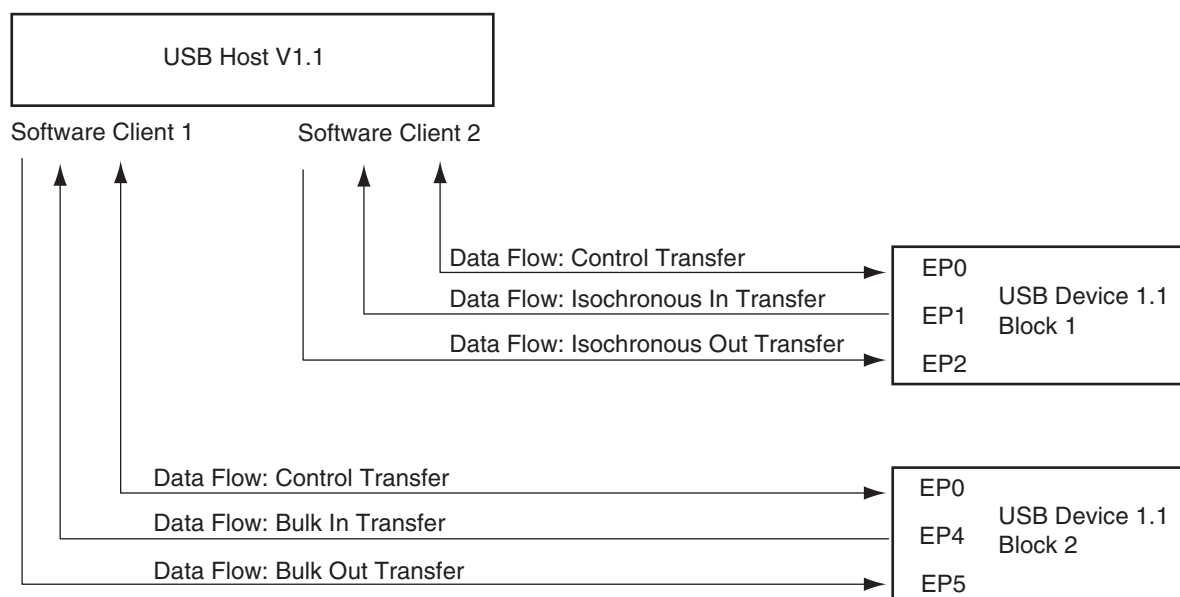 USB Host V1.1
Software Client 1
Software Client 2
Data Flow: Control Transfer
Data Flow: Isochronous In Transfer
Data Flow: Isochronous Out Transfer
EP0
EP1
EP2
USB Device 1.1
Block 1
Data Flow: Control Transfer
Data Flow: Bulk In Transfer
Data Flow: Bulk Out Transfer
EP0
EP4
EP5
USB Device 1.1
Block 2